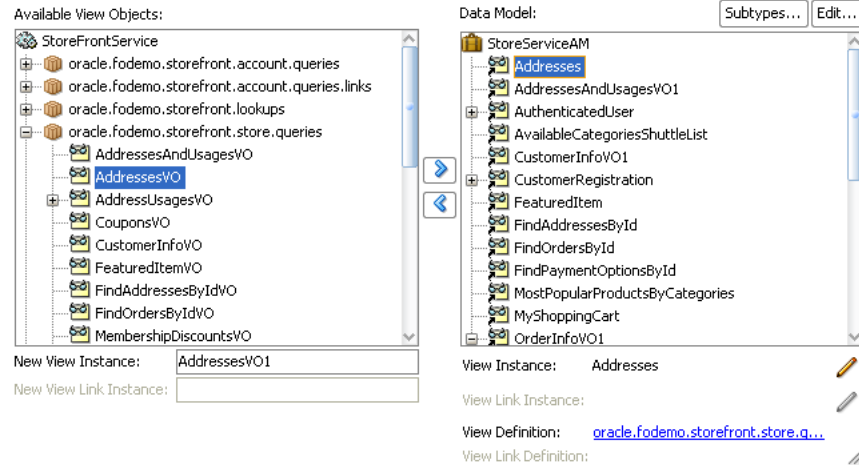 Available View Objects:
StoreFrontService
oracle.fodemo.storefront.account.queries
oracle.fodemo.storefront.account.queries.links
oracle.fodemo.storefront.lookups
oracle.fodemo.storefront.store.queries
AddressesAndUsagesVO
AddressesVO
AddressUsagesVO
CouponsVO
CustomerInfoVO
FeaturedItemVO
FindAddressesByIdVO
FindOrdersByIdVO
MembershipDiscountsVO
New View Instance: AddressesVO1
New View Link Instance:
Data Model: Subtypes... Edit...
StoreServiceAM
Addresses
AddressesAndUsagesVO1
AuthenticatedUser
AvailableCategoriesShuttleList
CustomerInfoVO1
CustomerRegistration
FeaturedItem
FindAddressesById
FindOrdersById
FindPaymentOptionsById
MostPopularProductsByCategories
MyShoppingCart
OrderInfoVO1
View Instance: Addresses
View Link Instance:
View Definition: oracle.fodemo.storefront.store.q...
View Link Definition: